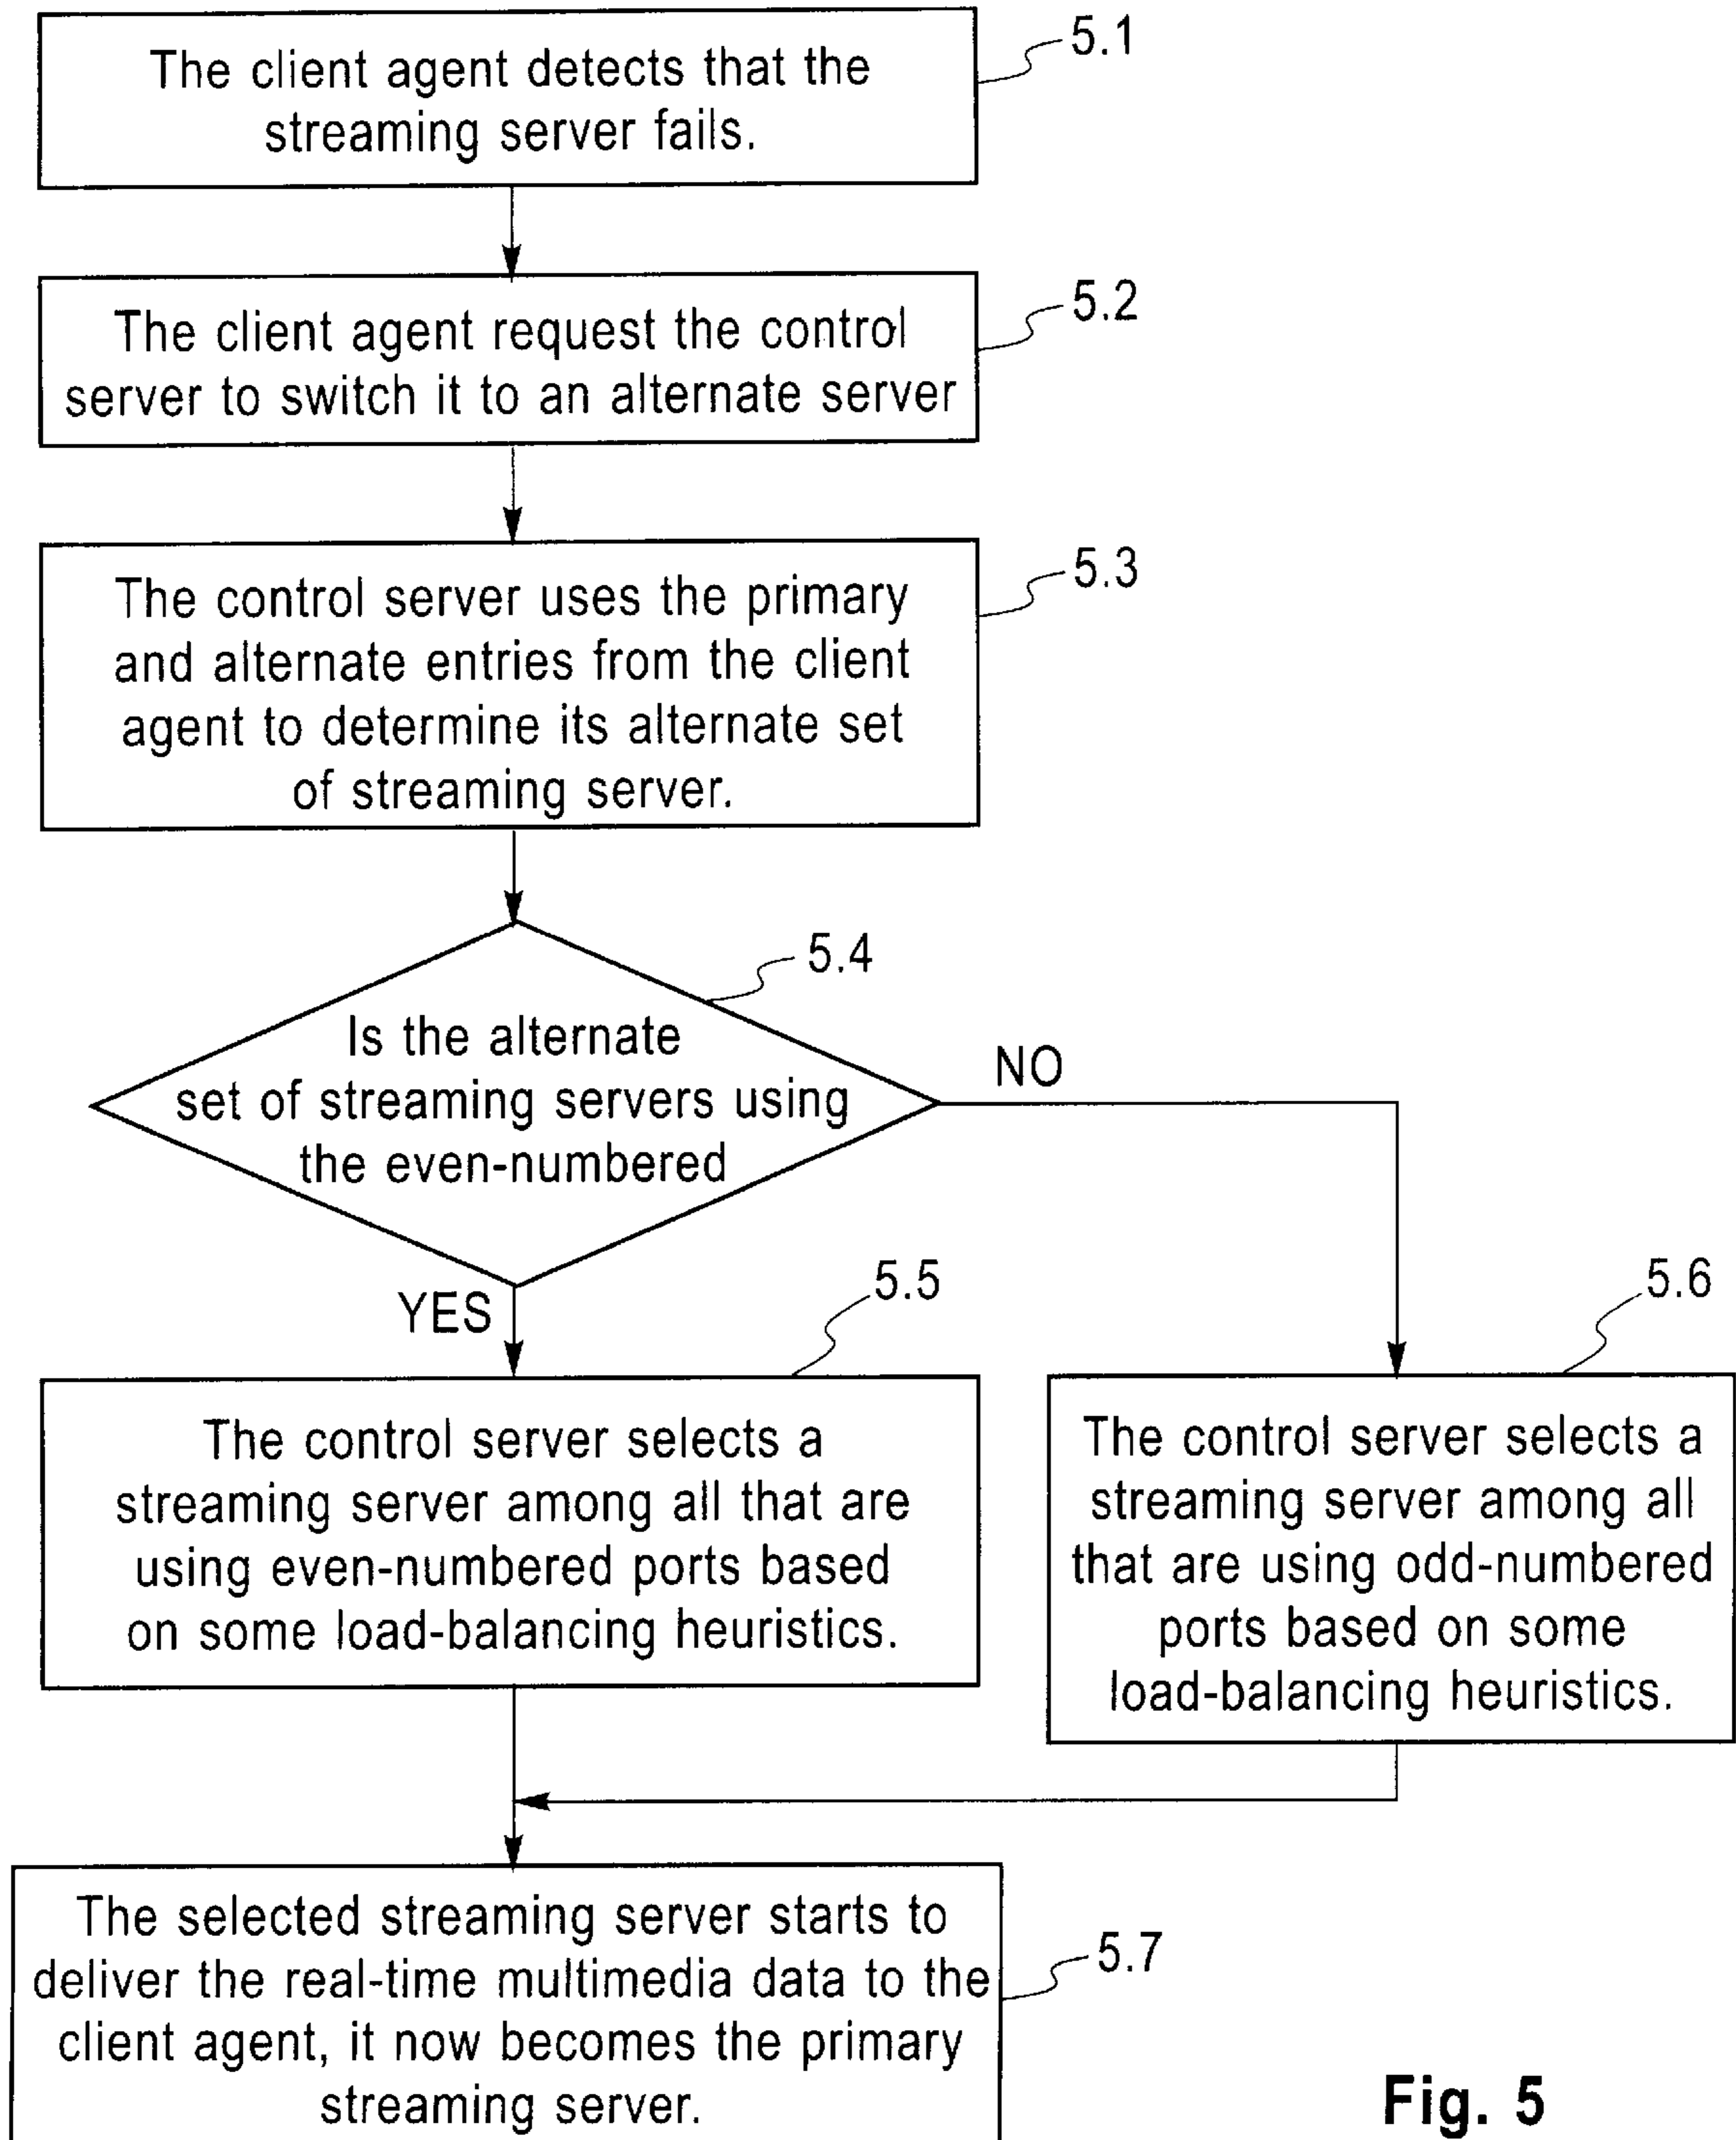 The client agent detects that the
streaming server fails.
5.1
The client agent request the control
server to switch it to an alternate server
5.2
The control server uses the primary
and alternate entries from the client
agent to determine its alternate set
of streaming server.
5.3
Is the alternate
set of streaming servers using
the even-numbered
5.4
NO
YES
5.5
The control server selects a
streaming server among all that are
using even-numbered ports based
on some load-balancing heuristics.
5.6
The control server selects a
streaming server among all
that are using odd-numbered
ports based on some
load-balancing heuristics.
The selected streaming server starts to
deliver the real-time multimedia data to the
client agent, it now becomes the primary
streaming server.
5.7
Fig. 5